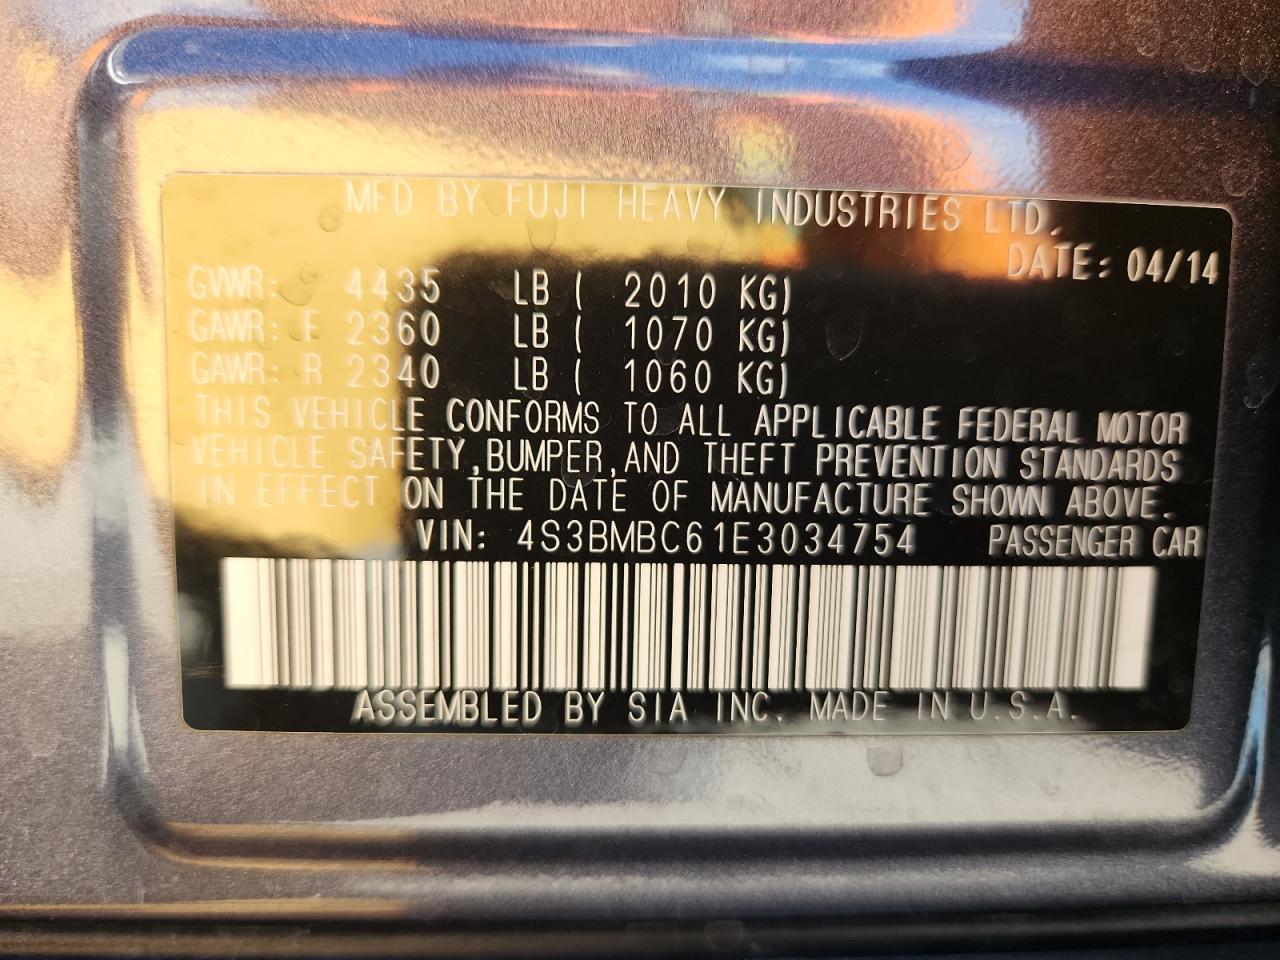 MFD BY FUJI HEAVY INDUSTRIES LTD.
DATE: 04/14
GVWR: 4435 LB ( 2010 KG)
GAWR: F 2360 LB ( 1070 KG)
GAWR: R 2340 LB ( 1060 KG)
THIS VEHICLE CONFORMS TO ALL APPLICABLE FEDERAL MOTOR
VEHICLE SAFETY, BUMPER, AND THEFT PREVENTION STANDARDS
IN EFFECT ON THE DATE OF MANUFACTURE SHOWN ABOVE.
VIN: 4S3BMBC61E3034754 PASSENGER CAR
ASSEMBLED BY SIA INC. MADE IN U.S.A.